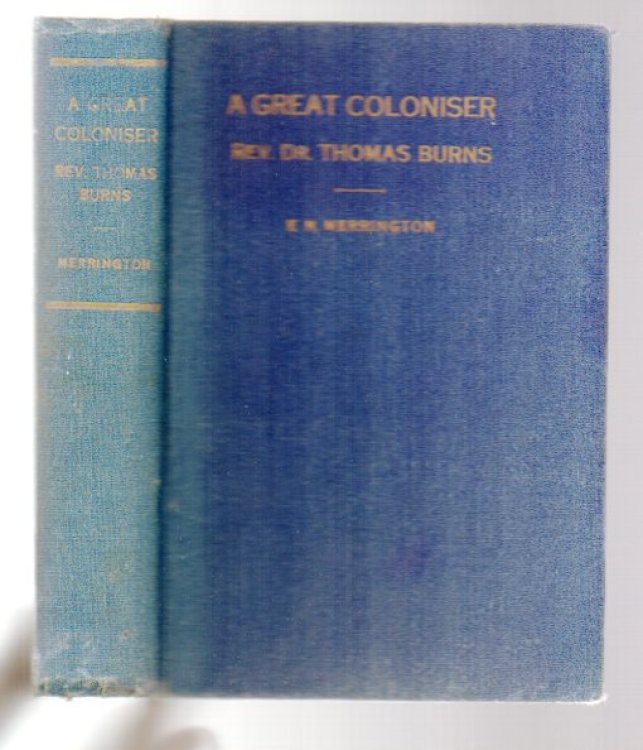 A GREAT
COLONISER
REV. THOMAS
BURNS
MERRINGTON
A GREAT COLONISER
REV. DR. THOMAS BURNS
E. N. MERRINGTON